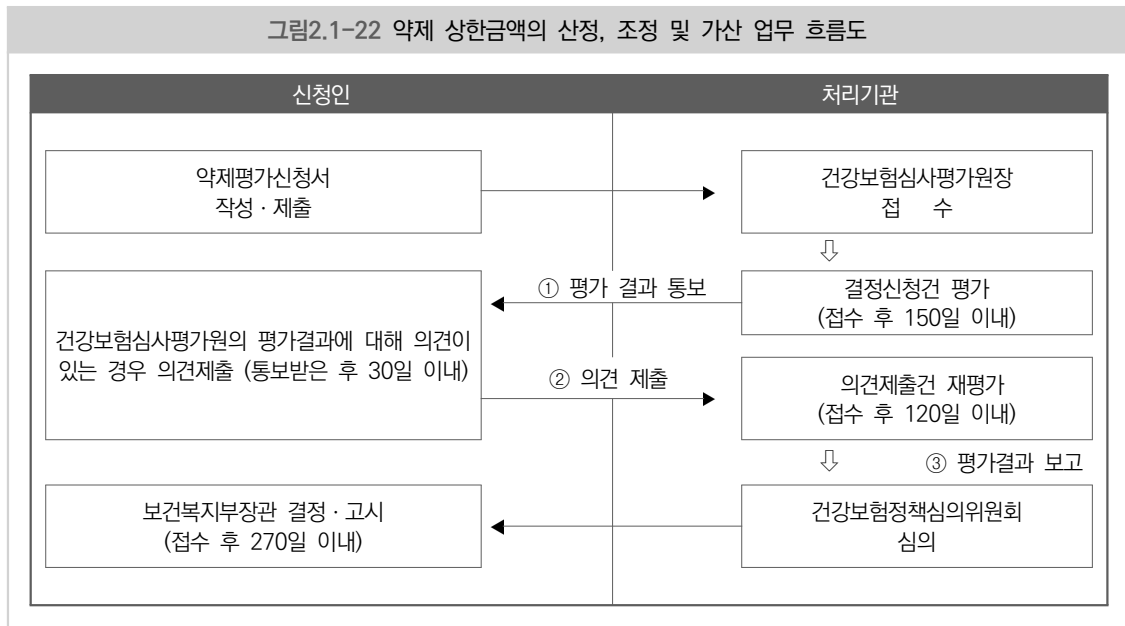 그림2.1-22 약제 상한금액의 산정, 조정 및 가산 업무 흐름도
신청인
처리기관
약제평가신청서
작성 · 제출
건강보험심사평가원장
접 수
⇩
① 평가 결과 통보
결정신청건 평가
(접수 후 150일 이내)
건강보험심사평가원의 평가결과에 대해 의견이
있는 경우 의견제출 (통보받은 후 30일 이내)
② 의견 제출
의견제출건 재평가
(접수 후 120일 이내)
⇩
③ 평가결과 보고
보건복지부장관 결정 · 고시
(접수 후 270일 이내)
건강보험정책심의위원회
심의